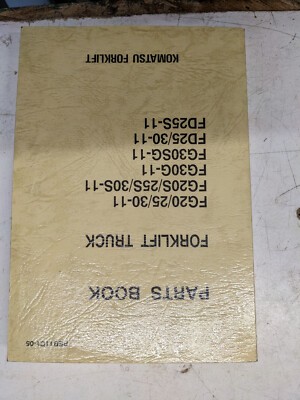 PARTS BOOK
FORKLIFT TRUCK
FG20/25/30-11
FG20S/25S/30S-11
FG30G-11
FG30SG-11
FD25/30-11
FD25S-11
KOMATSU FORKLIFT